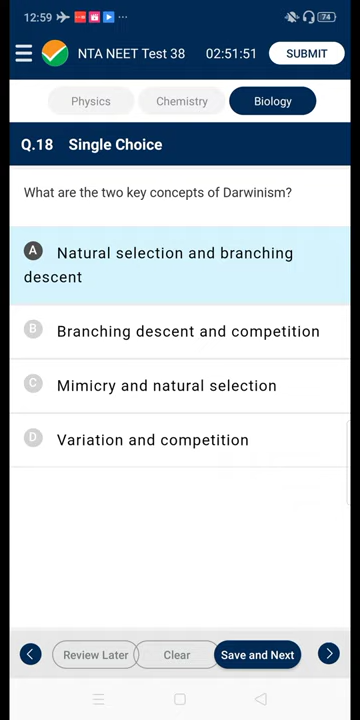 12:59
74
NTA NEET Test 38 02:51:51 SUBMIT
Physics Chemistry Biology
Q.18 Single Choice
What are the two key concepts of Darwinism?
A Natural selection and branching
descent
B Branching descent and competition
C Mimicry and natural selection
D Variation and competition
Review Later Clear Save and Next